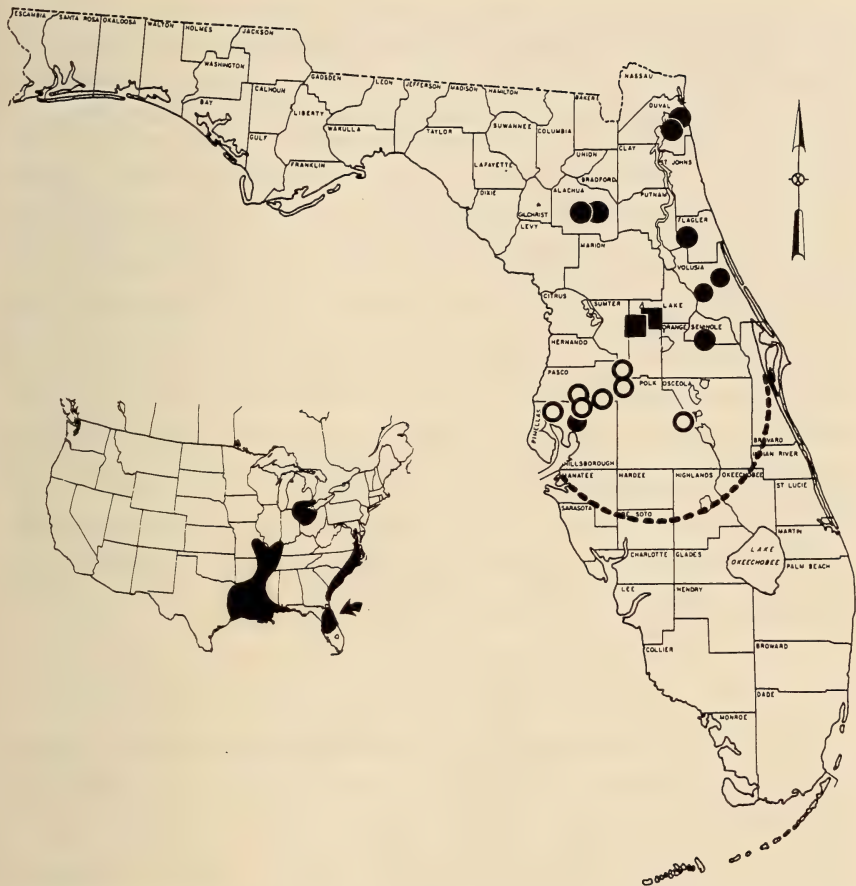 ESCAMBIA
SANTA ROSA
OKALOOSA
WALTON
HOLMES
JACKSON
WASHINGTON
BAY
CALHOUN
GULF
LIBERTY
GADSDEN
FRANKLIN
LEON
WAKULLA
JEFFERSON
MADISON
TAYLOR
HAMILTON
SUWANNEE
LAFAYETTE
DIXIE
COLUMBIA
BAKER
NASSAU
DUVAL
UNION
BRADFORD
CLAY
ST JOHNS
ALACHUA
GILCHRIST
PUTNAM
LEVY
FLAGLER
MARION
VOLUSIA
CITRUS
SUMTER
LAKE
ORANGE
SEMINOLE
HERNANDO
PASCO
POLK
OSCEOLA
PINELLAS
HILLSBOROUGH
BREVARD
INDIAN RIVER
MANATEE
HARDEE
HIGHLANDS
OKEECHOBEE
ST LUCIE
SARASOTA
DE SOTO
MARTIN
CHARLOTTE
GLADES
LAKE
OKEECHOBEE
PALM BEACH
LEE
HENDRY
COLLIER
BROWARD
DADE
MONROE